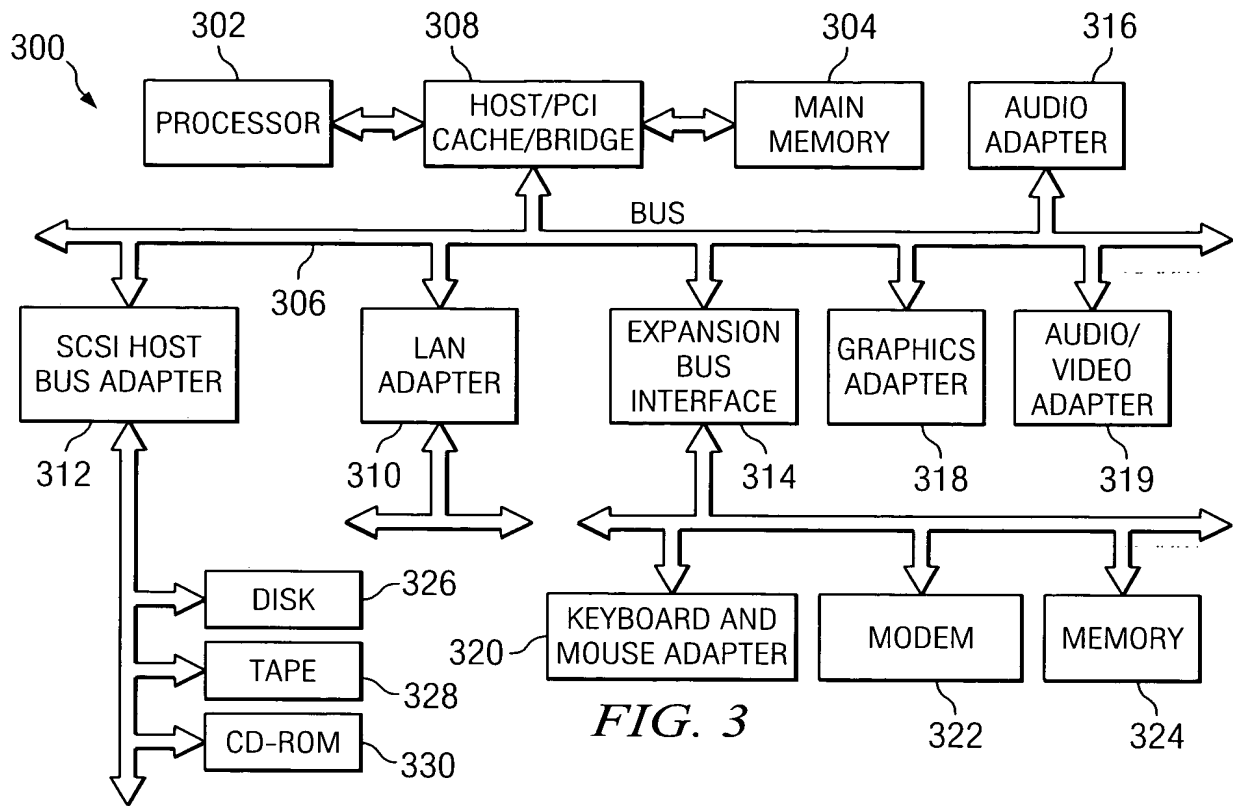 300
302
308
304
316
PROCESSOR
HOST/PCI
CACHE/BRIDGE
MAIN
MEMORY
AUDIO
ADAPTER
BUS
306
SCSI HOST
BUS ADAPTER
LAN
ADAPTER
EXPANSION
BUS
INTERFACE
GRAPHICS
ADAPTER
AUDIO/
VIDEO
ADAPTER
312
310
314
318
319
DISK
326
TAPE
328
CD-ROM
330
320
KEYBOARD AND
MOUSE ADAPTER
MODEM
MEMORY
322
324
FIG. 3